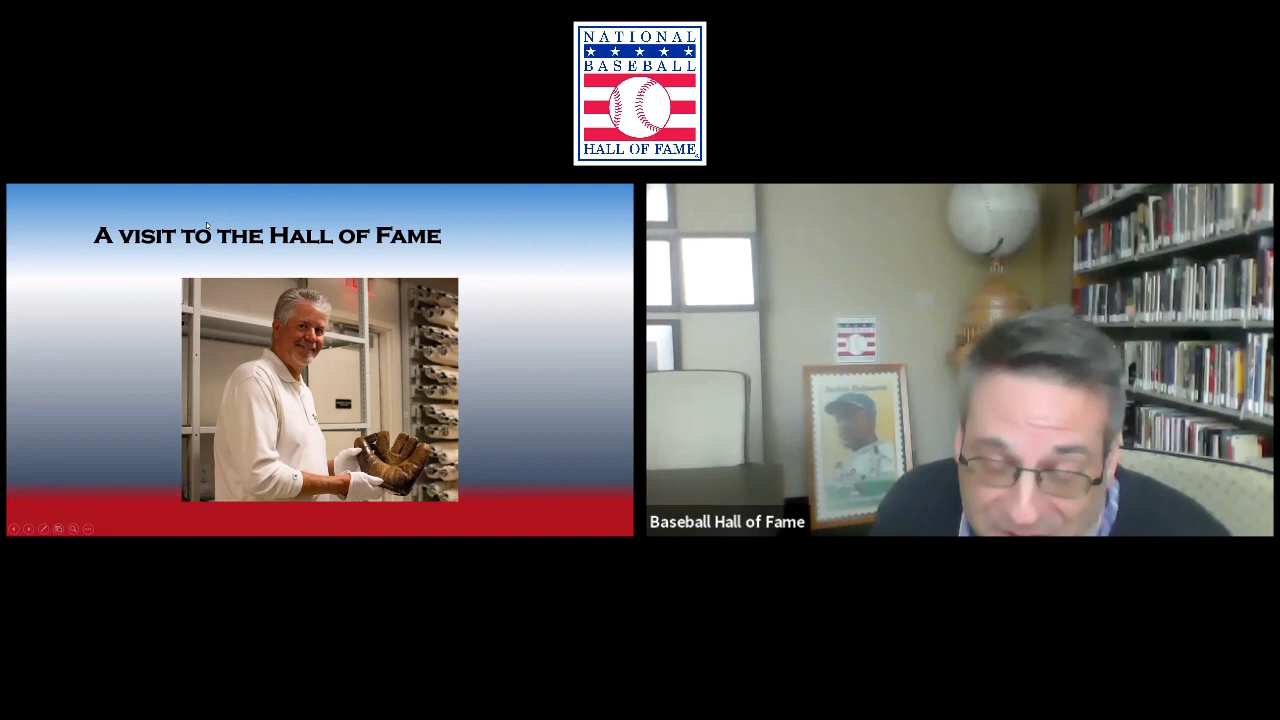 NATIONAL
BASEBALL
HALL OF FAME
A VISIT TO THE HALL OF FAME
Baseball Hall of Fame